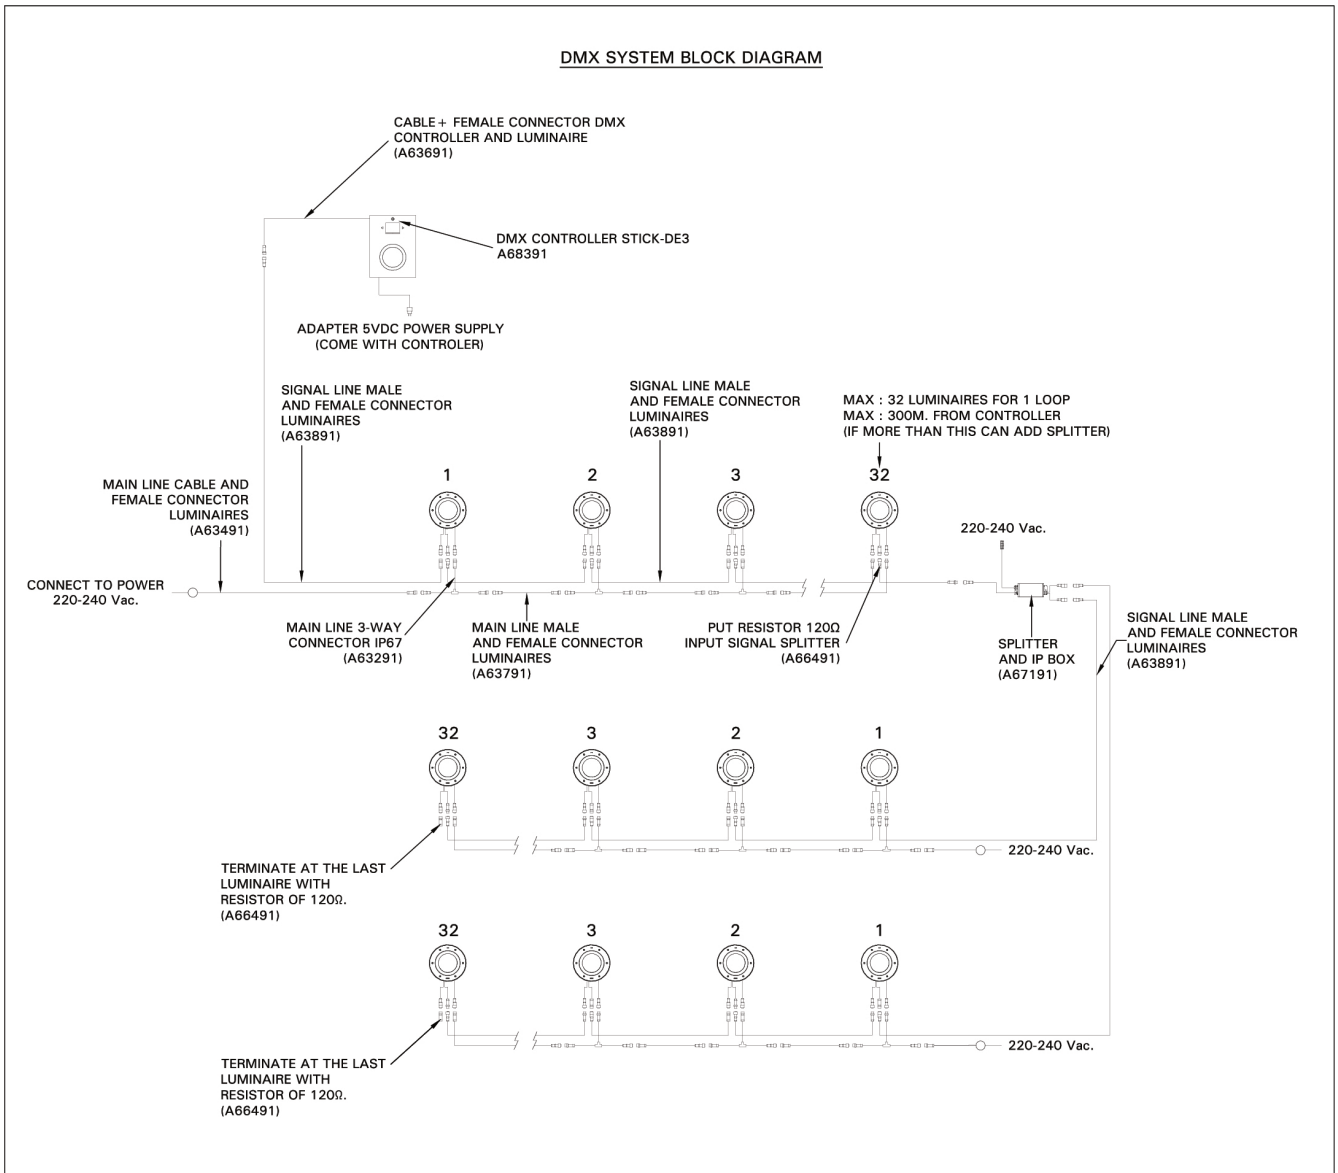 DMX SYSTEM BLOCK DIAGRAM
CABLE+ FEMALE CONNECTOR DMX
CONTROLLER AND LUMINAIRE
(A63691)
DMX CONTROLLER STICK-DE3
A68391
ADAPTER 5VDC POWER SUPPLY
(COME WITH CONTROLER)
SIGNAL LINE MALE
AND FEMALE CONNECTOR
LUMINAIRES
(A63891)
SIGNAL LINE MALE
AND FEMALE CONNECTOR
LUMINAIRES
(A63891)
MAX : 32 LUMINAIRES FOR 1 LOOP
MAX : 300M. FROM CONTROLLER
(IF MORE THAN THIS CAN ADD SPLITTER)
1
2
3
32
MAIN LINE CABLE AND
FEMALE CONNECTOR
LUMINAIRES
(A63491)
220-240 Vac.
CONNECT TO POWER
220-240 Vac.
MAIN LINE 3-WAY
CONNECTOR IP67
(A63291)
MAIN LINE MALE
AND FEMALE CONNECTOR
LUMINAIRES
(A63791)
PUT RESISTOR 120Ω
INPUT SIGNAL SPLITTER
(A66491)
SPLITTER
AND IP BOX
(A67191)
SIGNAL LINE MALE
AND FEMALE CONNECTOR
LUMINAIRES
(A63891)
32
3
2
1
220-240 Vac.
TERMINATE AT THE LAST
LUMINAIRE WITH
RESISTOR OF 120Ω.
(A66491)
32
3
2
1
220-240 Vac.
TERMINATE AT THE LAST
LUMINAIRE WITH
RESISTOR OF 120Ω.
(A66491)